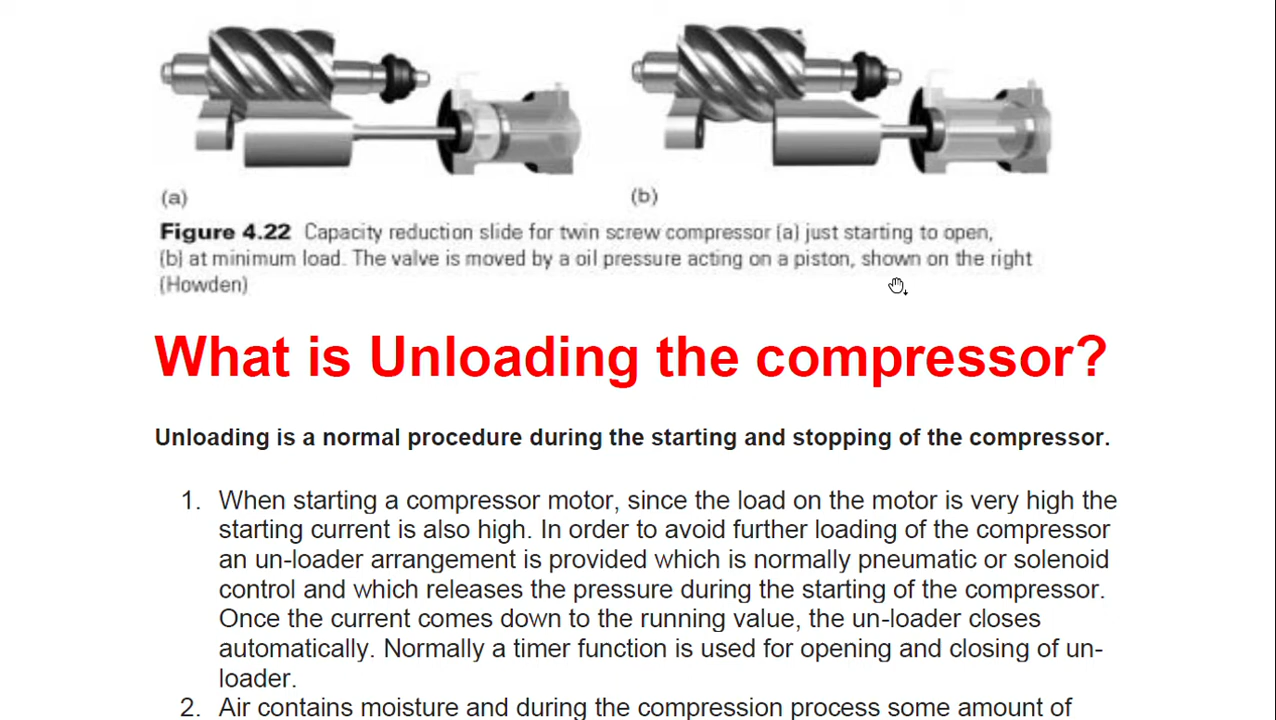 (a)
(b)
Figure 4.22 Capacity reduction slide for twin screw compressor (a) just starting to open,
(b) at minimum load. The valve is moved by a oil pressure acting on a piston, shown on the right
(Howden)
What is Unloading the compressor?
Unloading is a normal procedure during the starting and stopping of the compressor.
1. When starting a compressor motor, since the load on the motor is very high the
starting current is also high. In order to avoid further loading of the compressor
an un-loader arrangement is provided which is normally pneumatic or solenoid
control and which releases the pressure during the starting of the compressor.
Once the current comes down to the running value, the un-loader closes
automatically. Normally a timer function is used for opening and closing of un-
loader.
2. Air contains moisture and during the compression process some amount of